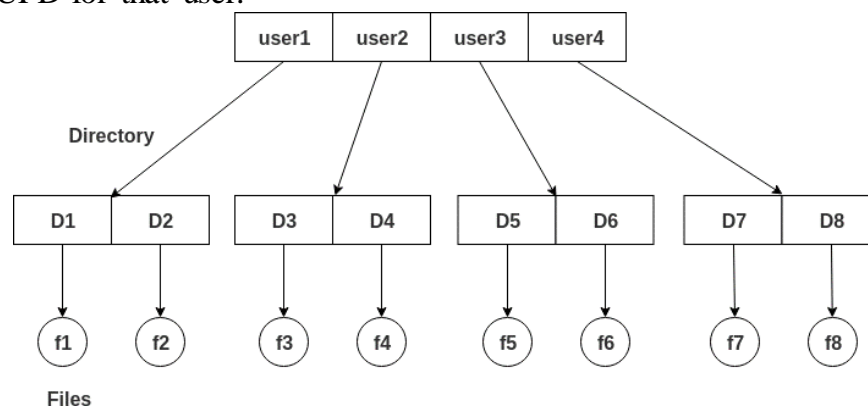 for that user.
user1 user2 user3 user4
Directory
D1 D2 D3 D4 D5 D6 D7 D8
f1 f2 f3 f4 f5 f6 f7 f8
Files